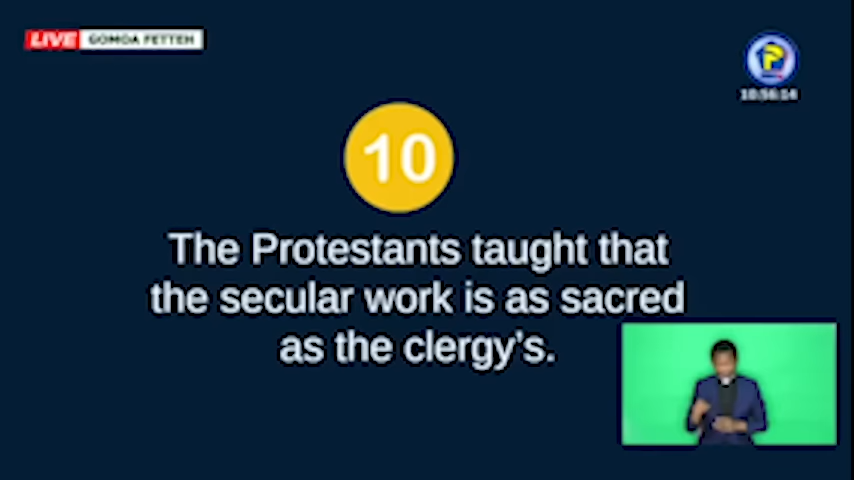 LIVE GOMOA FETTEH
10:56:14
10
The Protestants taught that
the secular work is as sacred
as the clergy's.